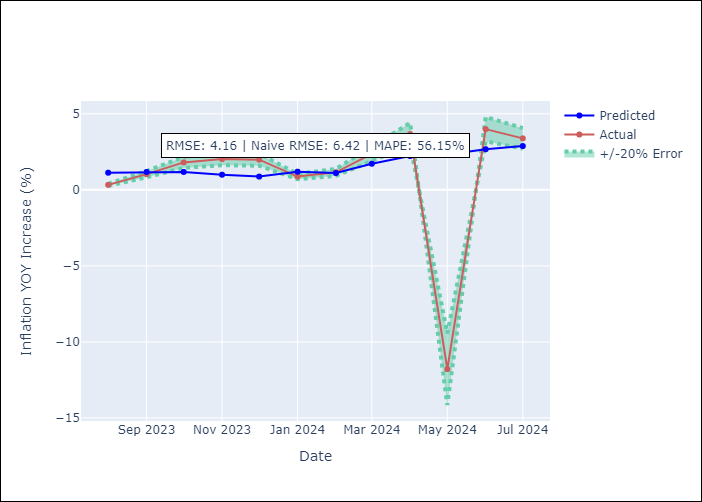 RMSE: 4.16 | Naive RMSE: 6.42 | MAPE: 56.15%
Predicted
Actual
+/-20% Error
Inflation YOY Increase (%)
5
0
−5
−10
−15
Sep 2023
Nov 2023
Jan 2024
Mar 2024
May 2024
Jul 2024
Date